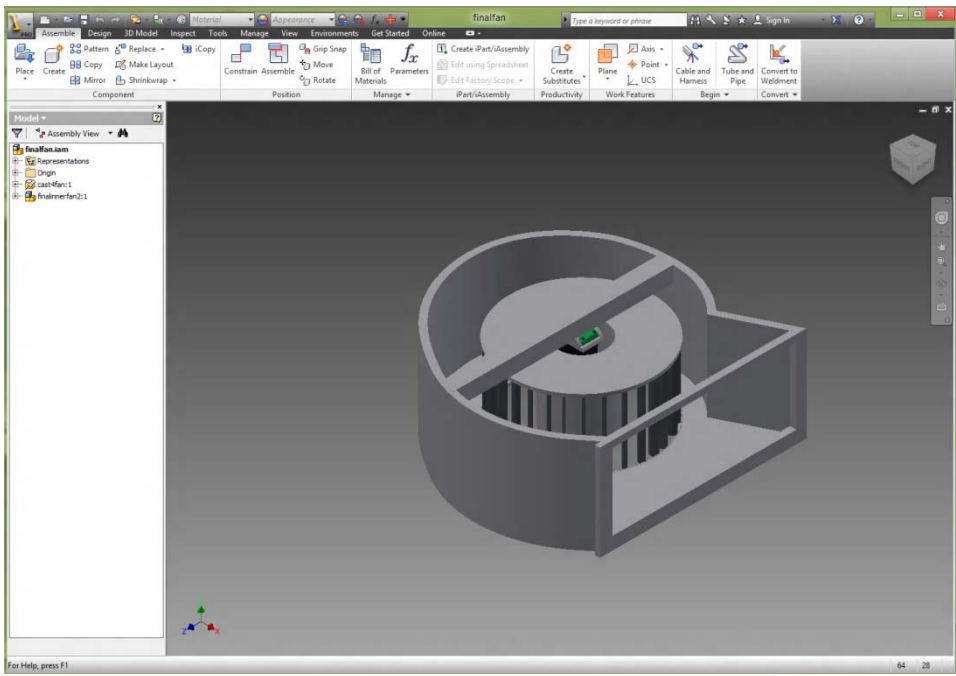 Material Appearance finalfan Type a keyword or phrase Sign In
PRO Assemble Design 3D Model Inspect Tools Manage View Environments Get Started Online
Pattern Replace iCopy Grip Snap Create iPart/iAssembly Axis
Copy Make Layout Move Edit using Spreadsheet Point
Mirror Shrinkwrap Rotate Edit Factory Scope UCS
Place Create Constrain Assemble Bill of Materials Parameters Create Substitutes Plane Cable and Harness Tube and Pipe Convert to Weldment
Component Position Manage iPart/iAssembly Productivity Work Features Begin Convert
Model
Assembly View
finalfan.iam
Representations
Origin
cast4fan:1
finalinnerfan2:1
TOP
Z X
For Help, press F1 64 28